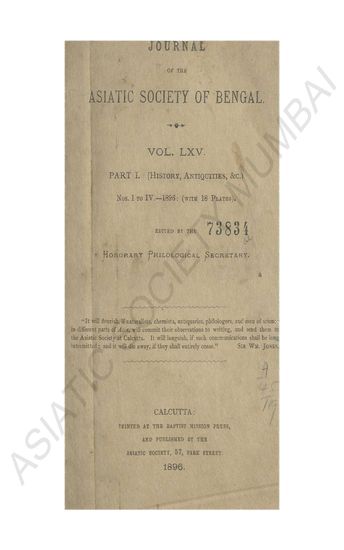 JOURNAL
OF THE
ASIATIC SOCIETY OF BENGAL.
VOL. LXV.
PART I. (HISTORY, ANTIQUITIES, &C.)
NOS. I TO IV.—1896: (WITH 18 PLATES).
EDITED BY THE
73834
HONORARY PHILOLOGICAL SECRETARY.
"It will flourish, if naturalists, chemists, antiquaries, philologers, and men of science
in different parts of Asia, will commit their observations to writing, and send them to
the Asiatic Society at Calcutta. It will languish, if such communications shall be long
intermitted; and it will die away, if they shall entirely cease." SIR WM. JONES.
CALCUTTA:
PRINTED AT THE BAPTIST MISSION PRESS,
AND PUBLISHED BY THE
ASIATIC SOCIETY, 57, PARK STREET.
1896.
ASIATIC SOCIETY MUMBAI